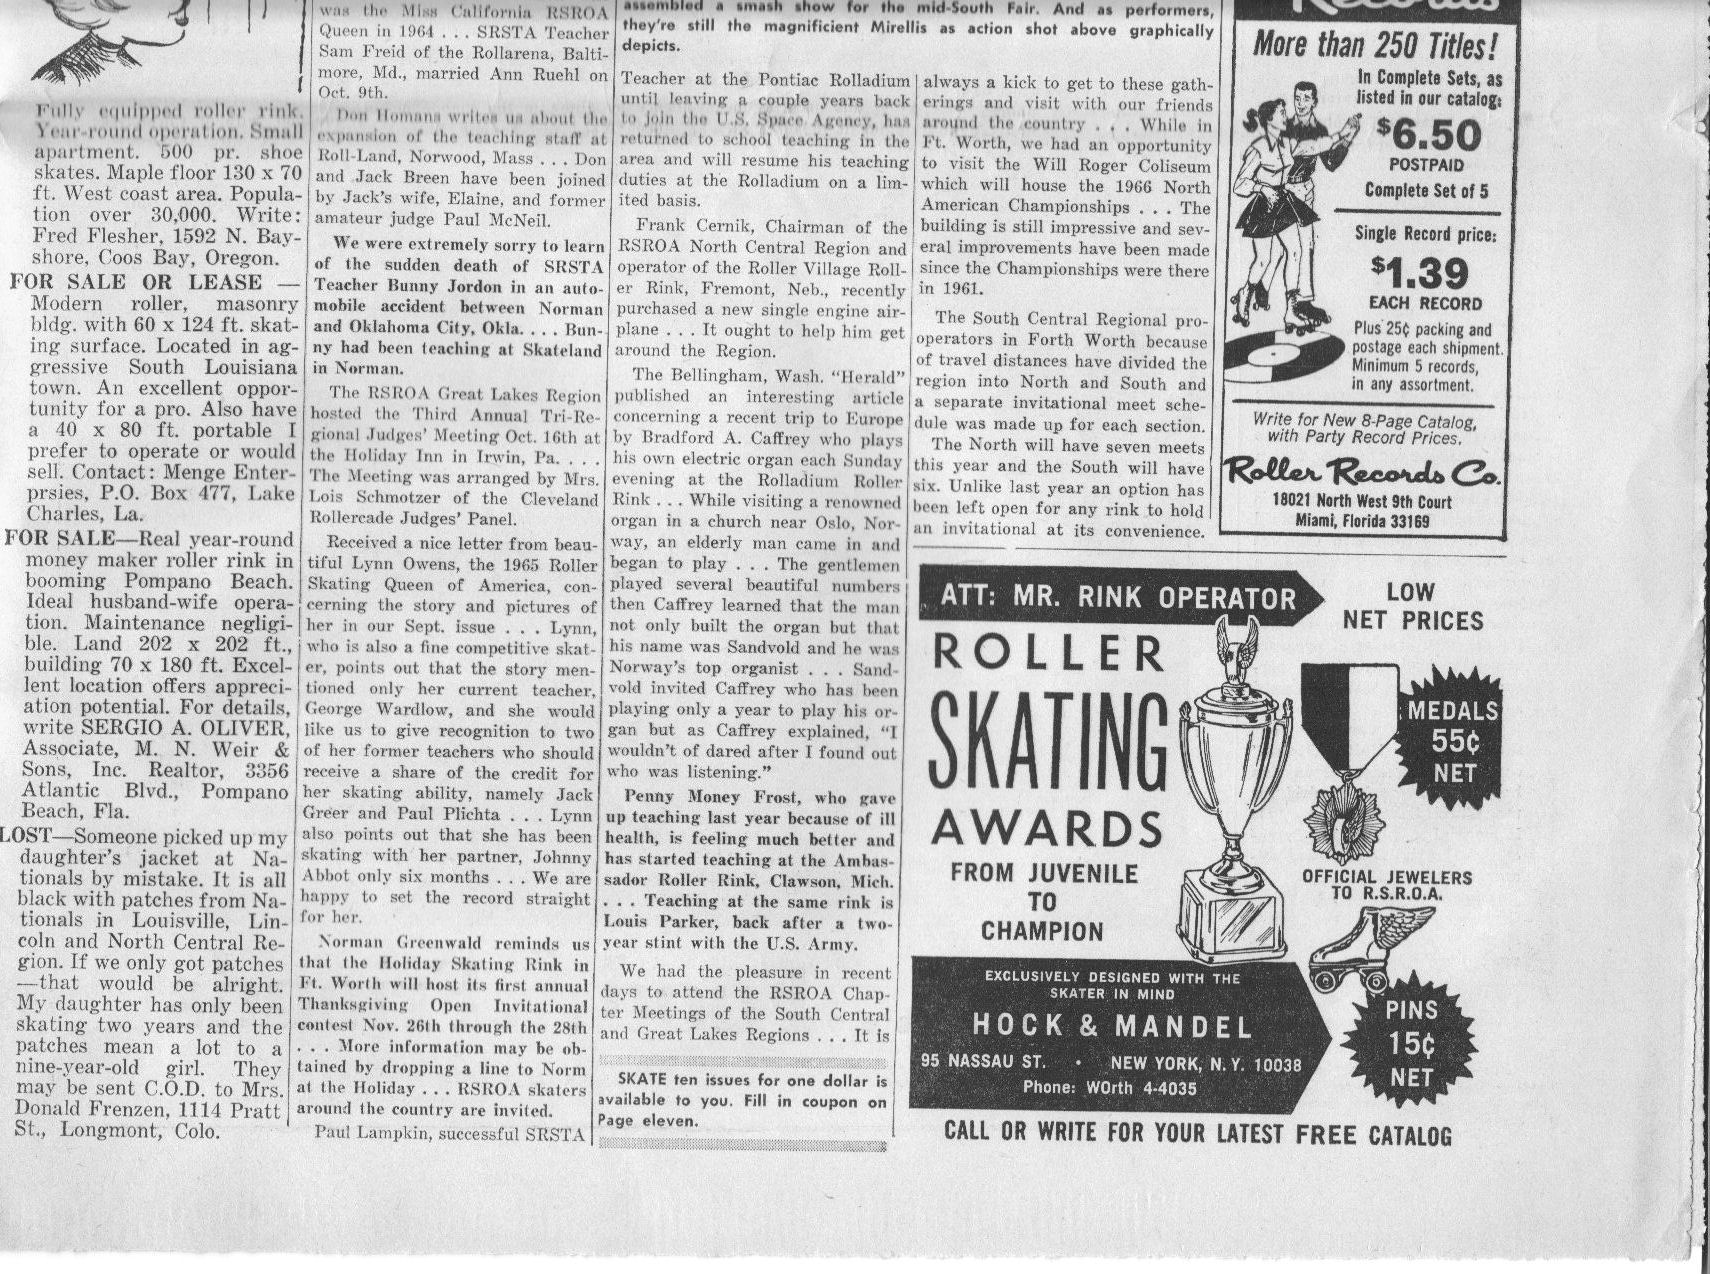 Fully equipped roller rink.
Year-round operation. Small
apartment. 500 pr. shoe
skates. Maple floor 130 x 70
ft. West coast area. Popula-
tion over 30,000. Write:
Fred Flesher, 1592 N. Bay-
shore, Coos Bay, Oregon.
FOR SALE OR LEASE —
Modern roller, masonry
bldg. with 60 x 124 ft. skat-
ing surface. Located in ag-
gressive South Louisiana
town. An excellent oppor-
tunity for a pro. Also have
a 40 x 80 ft. portable I
prefer to operate or would
sell. Contact: Menge Enter-
prsies, P.O. Box 477, Lake
Charles, La.
FOR SALE—Real year-round
money maker roller rink in
booming Pompano Beach.
Ideal husband-wife opera-
tion. Maintenance negligi-
ble. Land 202 x 202 ft.,
building 70 x 180 ft. Excel-
lent location offers appreci-
ation potential. For details,
write SERGIO A. OLIVER,
Associate, M. N. Weir &
Sons, Inc. Realtor, 3356
Atlantic Blvd., Pompano
Beach, Fla.
LOST—Someone picked up my
daughter's jacket at Na-
tionals by mistake. It is all
black with patches from Na-
tionals in Louisville, Lin-
coln and North Central Re-
gion. If we only got patches
—that would be alright.
My daughter has only been
skating two years and the
patches mean a lot to a
nine-year-old girl. They
may be sent C.O.D. to Mrs.
Donald Frenzen, 1114 Pratt
St., Longmont, Colo.
was the Miss California RSROA
Queen in 1964 . . . SRSTA Teacher
Sam Freid of the Rollarena, Balti-
more, Md., married Ann Ruehl on
Oct. 9th.
Don Homans writes us about the
expansion of the teaching staff at
Roll-Land, Norwood, Mass . . . Don
and Jack Breen have been joined
by Jack's wife, Elaine, and former
amateur judge Paul McNeil.
We were extremely sorry to learn
of the sudden death of SRSTA
Teacher Bunny Jordon in an auto-
mobile accident between Norman
and Oklahoma City, Okla. . . . Bun-
ny had been teaching at Skateland
in Norman.
The RSROA Great Lakes Region
hosted the Third Annual Tri-Re-
gional Judges' Meeting Oct. 16th at
the Holiday Inn in Irwin, Pa. . . .
The Meeting was arranged by Mrs.
Lois Schmotzer of the Cleveland
Rollercade Judges' Panel.
Received a nice letter from beau-
tiful Lynn Owens, the 1965 Roller
Skating Queen of America, con-
cerning the story and pictures of
her in our Sept. issue . . . Lynn,
who is also a fine competitive skat-
er, points out that the story men-
tioned only her current teacher,
George Wardlow, and she would
like us to give recognition to two
of her former teachers who should
receive a share of the credit for
her skating ability, namely Jack
Greer and Paul Plichta . . . Lynn
also points out that she has been
skating with her partner, Johnny
Abbot only six months . . . We are
happy to set the record straight
for her.
Norman Greenwald reminds us
that the Holiday Skating Rink in
Ft. Worth will host its first annual
Thanksgiving Open Invitational
contest Nov. 26th through the 28th
. . . More information may be ob-
tained by dropping a line to Norm
at the Holiday . . . RSROA skaters
around the country are invited.
Paul Lampkin, successful SRSTA
assembled a smash show for the mid-South Fair. And as performers,
they're still the magnificent Mirellis as action shot above graphically
depicts.
Teacher at the Pontiac Rolladium
until leaving a couple years back
to join the U.S. Space Agency, has
returned to school teaching in the
area and will resume his teaching
duties at the Rolladium on a lim-
ited basis.
Frank Cernik, Chairman of the
RSROA North Central Region and
operator of the Roller Village Roll-
er Rink, Fremont, Neb., recently
purchased a new single engine air-
plane . . . It ought to help him get
around the Region.
The Bellingham, Wash. "Herald"
published an interesting article
concerning a recent trip to Europe
by Bradford A. Caffrey who plays
his own electric organ each Sunday
evening at the Rolladium Roller
Rink . . . While visiting a renowned
organ in a church near Oslo, Nor-
way, an elderly man came in and
began to play . . . The gentlemen
played several beautiful numbers
then Caffrey learned that the man
not only built the organ but that
his name was Sandvold and he was
Norway's top organist . . . Sand-
vold invited Caffrey who has been
playing only a year to play his or-
gan but as Caffrey explained, "I
wouldn't of dared after I found out
who was listening."
Penny Money Frost, who gave
up teaching last year because of ill
health, is feeling much better and
has started teaching at the Ambas-
sador Roller Rink, Clawson, Mich.
. . . Teaching at the same rink is
Louis Parker, back after a two-
year stint with the U.S. Army.
We had the pleasure in recent
days to attend the RSROA Chap-
ter Meetings of the South Central
and Great Lakes Regions . . . It is
SKATE ten issues for one dollar is
available to you. Fill in coupon on
Page eleven.
always a kick to get to these gath-
erings and visit with our friends
around the country . . . While in
Ft. Worth, we had an opportunity
to visit the Will Roger Coliseum
which will house the 1966 North
American Championships . . . The
building is still impressive and sev-
eral improvements have been made
since the Championships were there
in 1961.
The South Central Regional pro-
operators in Forth Worth because
of travel distances have divided the
region into North and South and
a separate invitational meet sche-
dule was made up for each section.
The North will have seven meets
this year and the South will have
six. Unlike last year an option has
been left open for any rink to hold
an invitational at its convenience.
Records
More than 250 Titles!
In Complete Sets, as
listed in our catalog:
$6.50
POSTPAID
Complete Set of 5
Single Record price:
$1.39
EACH RECORD
Plus 25¢ packing and
postage each shipment.
Minimum 5 records,
in any assortment.
Write for New 8-Page Catalog,
with Party Record Prices.
Roller Records Co.
18021 North West 9th Court
Miami, Florida 33169
ATT: MR. RINK OPERATOR
LOW
NET PRICES
ROLLER
SKATING
AWARDS
FROM JUVENILE
TO
CHAMPION
MEDALS
55¢
NET
OFFICIAL JEWELERS
TO R.S.R.O.A.
EXCLUSIVELY DESIGNED WITH THE
SKATER IN MIND
HOCK & MANDEL
95 NASSAU ST. • NEW YORK, N. Y. 10038
Phone: WOrth 4-4035
PINS
15¢
NET
CALL OR WRITE FOR YOUR LATEST FREE CATALOG